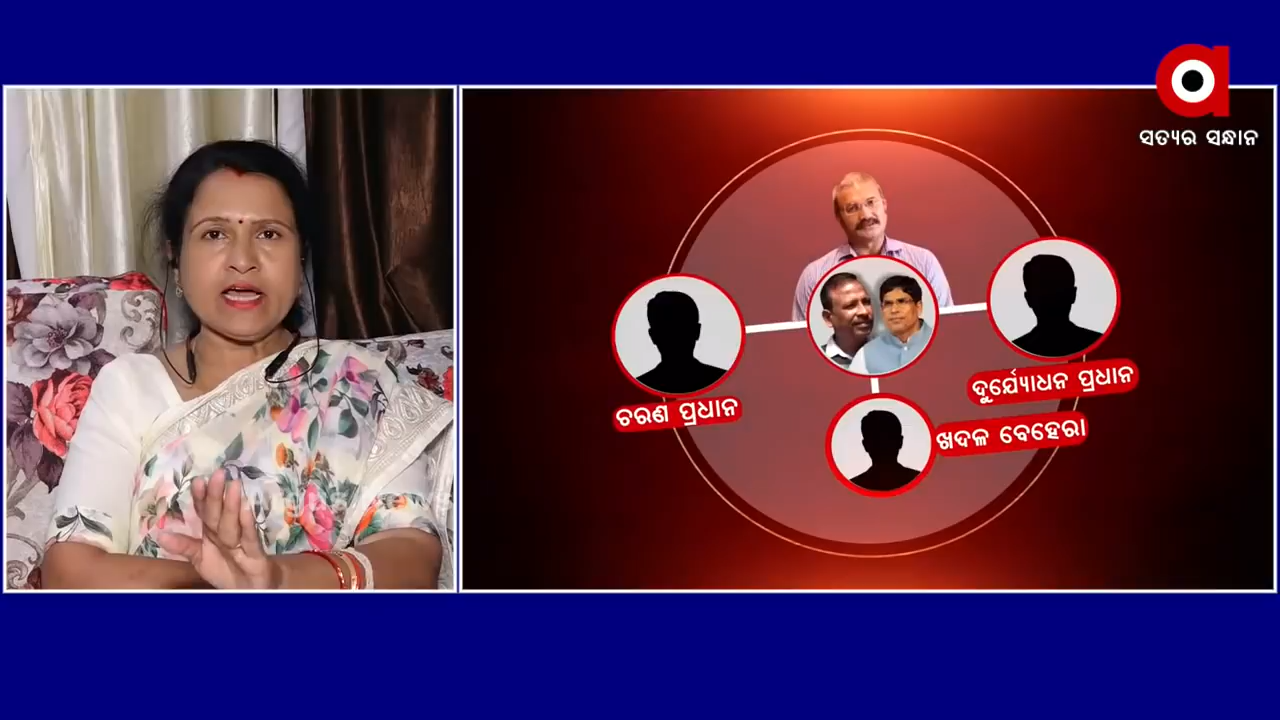 ସତ୍ୟର ସନ୍ଧାନ
ଚରଣ ପ୍ରଧାନ
ଦୁର୍ଯ୍ୟୋଧନ ପ୍ରଧାନ
ଖଦଳ ବେହେରା